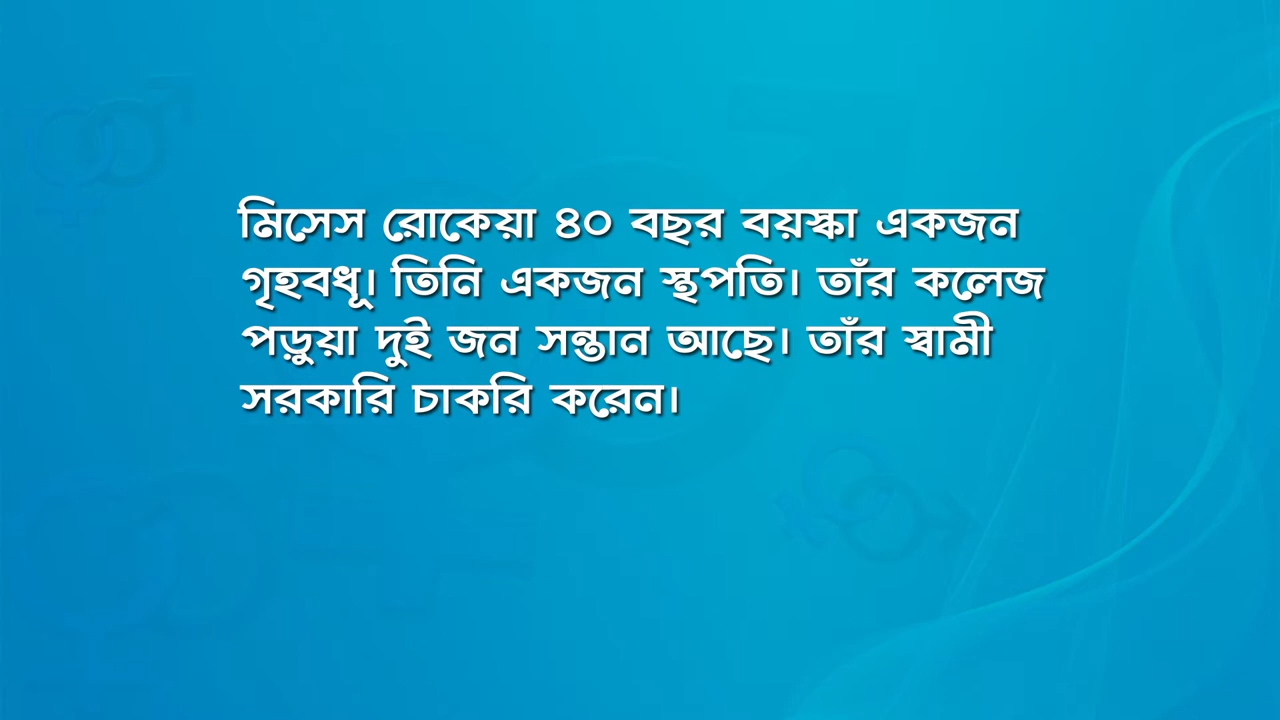 মিসেস রোকেয়া ৪০ বছর বয়স্কা একজন
গৃহবধূ। তিনি একজন স্থপতি। তাঁর কলেজ
পড়ুয়া দুই জন সন্তান আছে। তাঁর স্বামী
সরকারি চাকরি করেন।